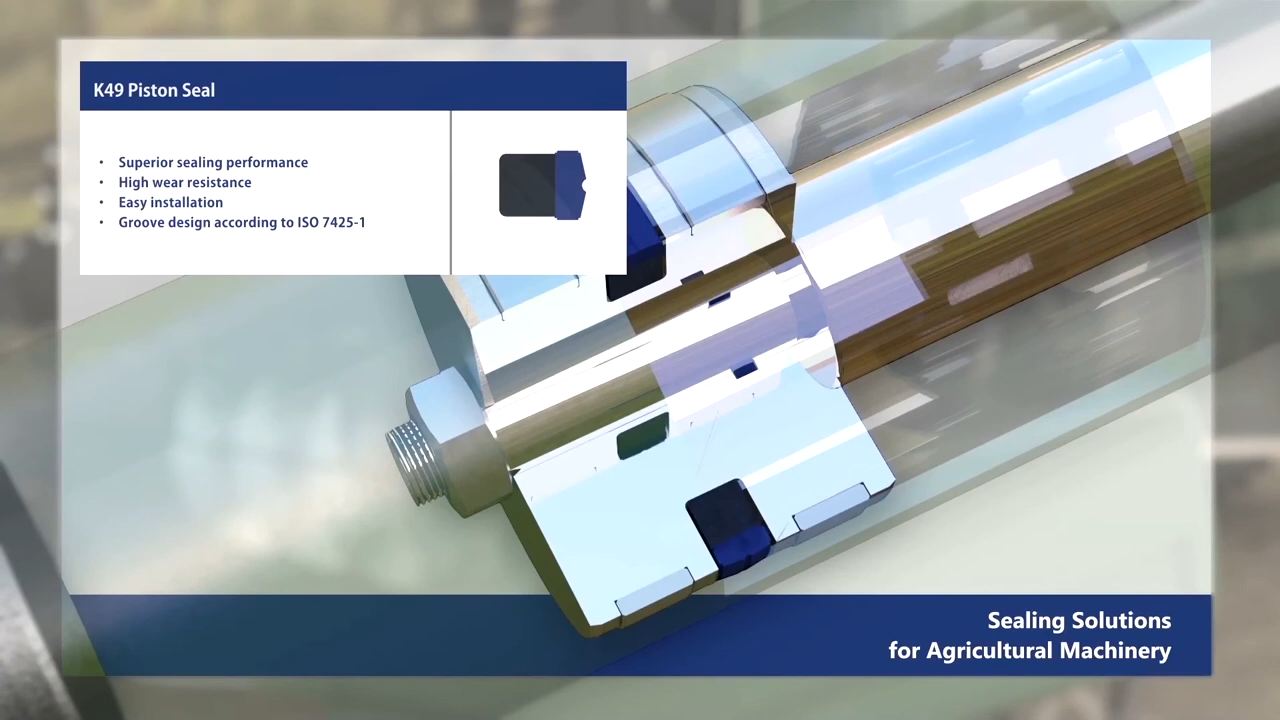 K49 Piston Seal
• Superior sealing performance
• High wear resistance
• Easy installation
• Groove design according to ISO 7425-1
Sealing Solutions
for Agricultural Machinery